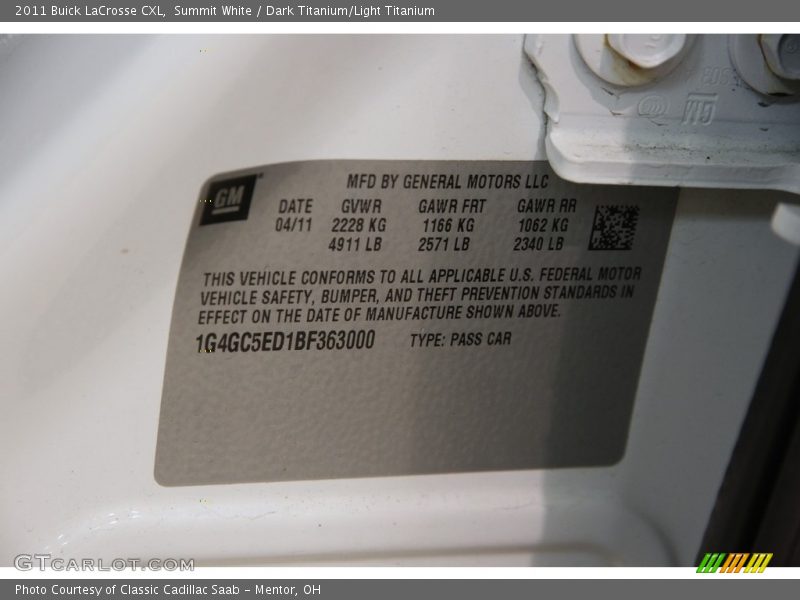 2011 Buick LaCrosse CXL, Summit White / Dark Titanium/Light Titanium
GM
GM
MFD BY GENERAL MOTORS LLC
DATE GVWR GAWR FRT GAWR RR
04/11 2228 KG 1166 KG 1062 KG
4911 LB 2571 LB 2340 LB
THIS VEHICLE CONFORMS TO ALL APPLICABLE U.S. FEDERAL MOTOR
VEHICLE SAFETY, BUMPER, AND THEFT PREVENTION STANDARDS IN
EFFECT ON THE DATE OF MANUFACTURE SHOWN ABOVE.
1G4GC5ED1BF363000 TYPE: PASS CAR
GTCARLOT.COM
Photo Courtesy of Classic Cadillac Saab - Mentor, OH